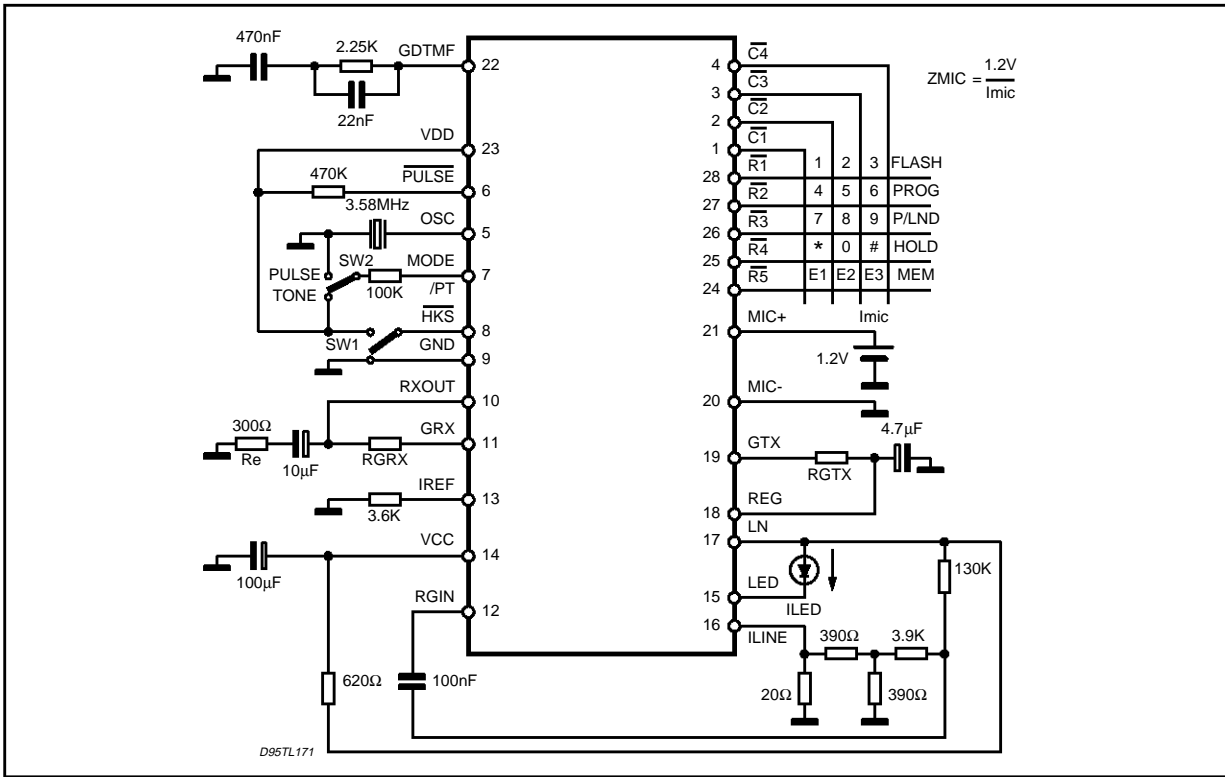 470nF
2.25K
GDTMF
22
22nF
VDD
23
470K
PULSE
6
3.58MHz
OSC
5
PULSE
SW2
MODE
7
TONE
100K
/PT
HKS
8
SW1
GND
9
RXOUT
10
300Ω
GRX
11
Re
10µF
RGRX
IREF
13
3.6K
VCC
14
100µF
RGIN
12
620Ω
100nF
D95TL171
4
C4
3
C3
2
C2
1
C1
ZMIC = 1.2V
Imic
28
R1
1 2 3 FLASH
27
R2
4 5 6 PROG
26
R3
7 8 9 P/LND
25
R4
* 0 # HOLD
24
R5
E1 E2 E3 MEM
Imic
21
MIC+
1.2V
20
MIC-
4.7µF
19
GTX
RGTX
18
REG
17
LN
130K
15
LED
ILED
16
ILINE
390Ω
3.9K
20Ω
390Ω